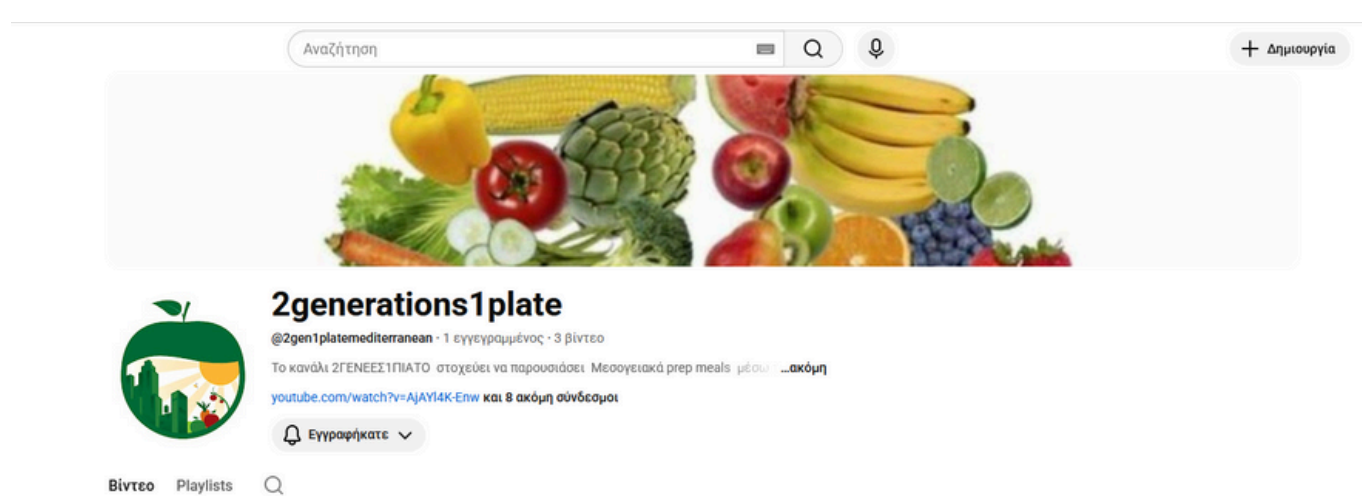 Αναζήτηση
Δημιουργία
2generations1plate
@2gen1platemediterranean · 1 εγγεγραμμένος · 3 βίντεο
Το κανάλι 2ΓΕΝΕΕΣ1ΠΙΑΤΟ στοχεύει να παρουσιάσει Μεσογειακά prep meals μέσω ...ακόμη
youtube.com/watch?v=AjAYl4K-Enw και 8 ακόμη σύνδεσμοι
Εγγραφήκατε
Βίντεο Playlists